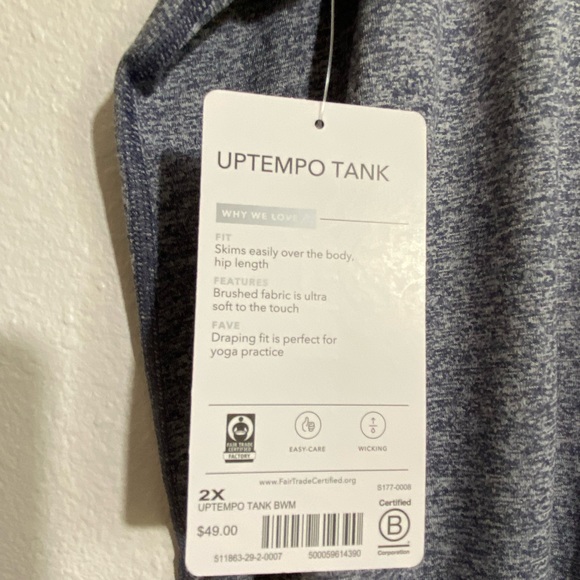 UPTEMPO TANK
WHY WE LOVE IT
FIT
Skims easily over the body,
hip length
FEATURES
Brushed fabric is ultra
soft to the touch
FAVE
Draping fit is perfect for
yoga practice
FAIR TRADE
CERTIFIED
FACTORY
EASY-CARE
WICKING
www.FairTradeCertified.org
S177-0008
2X
UPTEMPO TANK BWM
$49.00
511863-29-2-0007
500059614390
Certified
B
Corporation